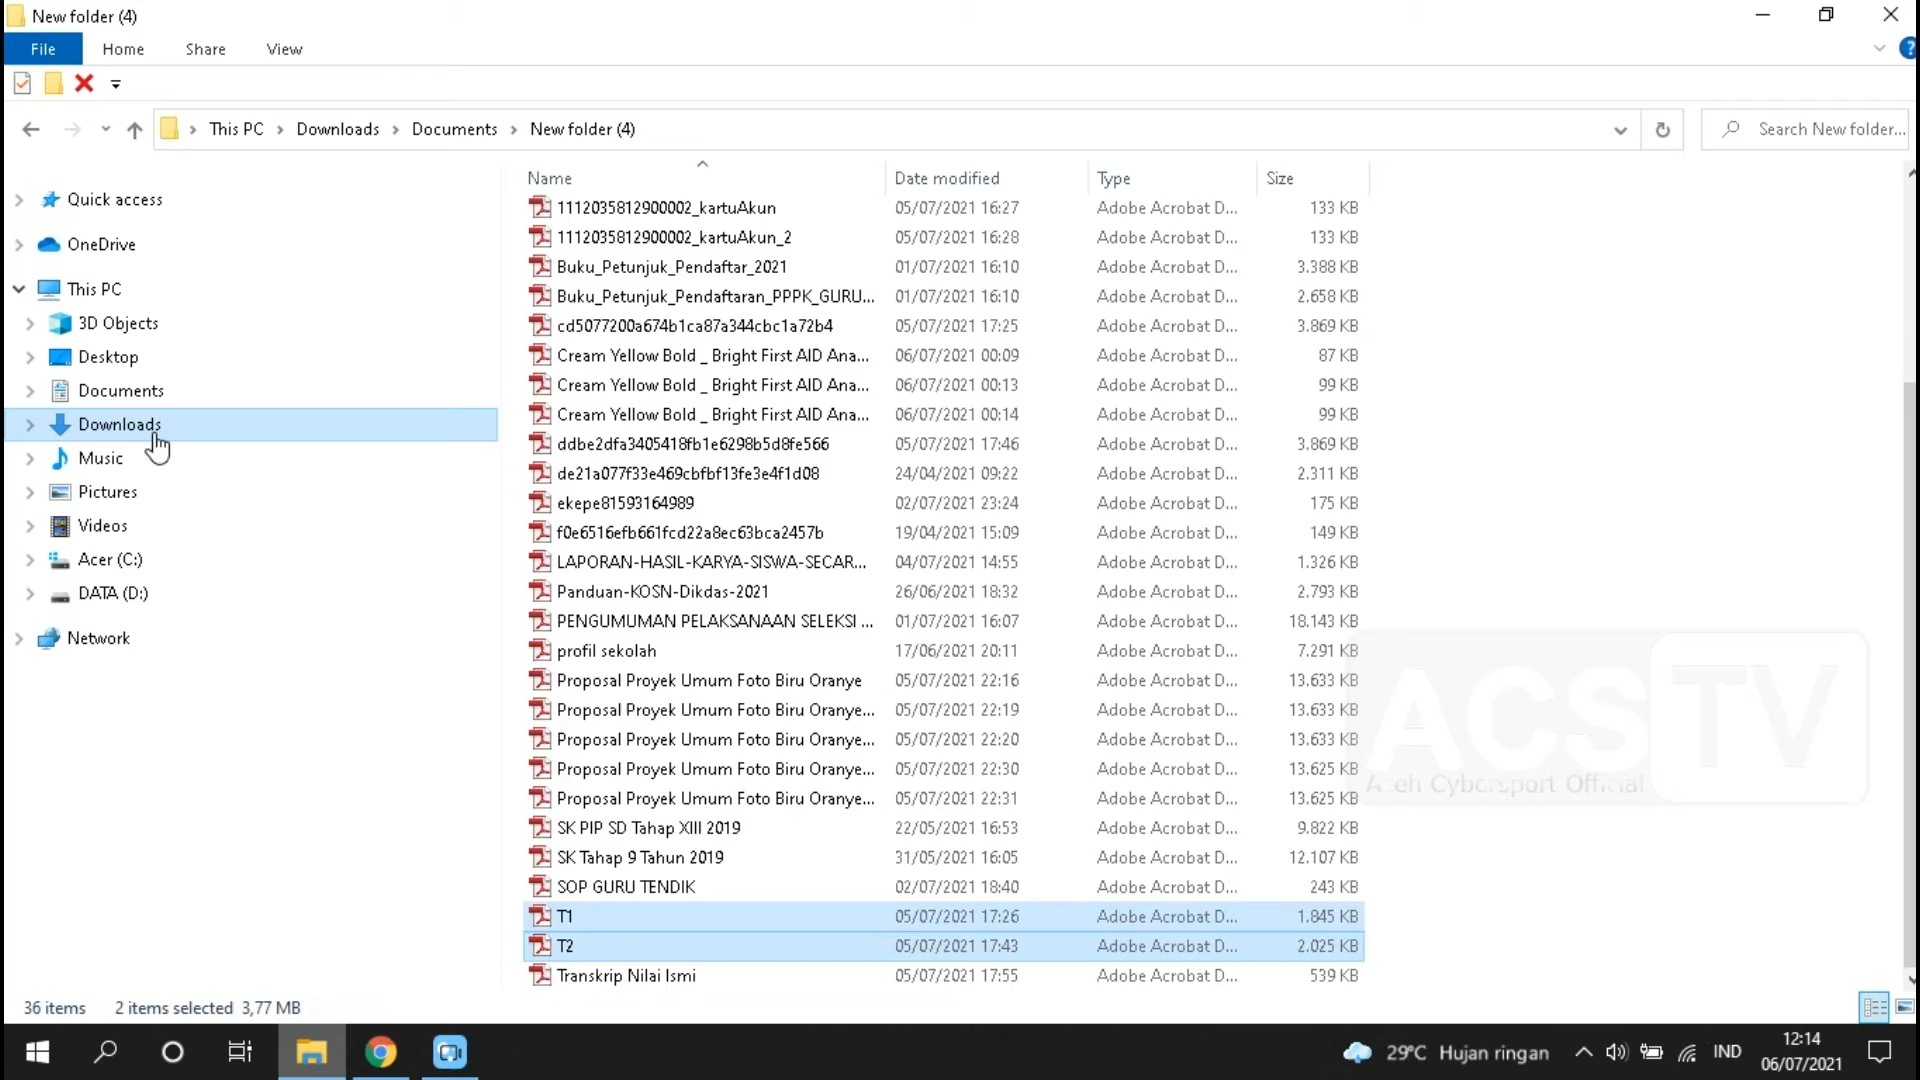 New folder (4)
File Home Share View
This PC > Downloads > Documents > New folder (4)
Search New folder...
Quick access
OneDrive
This PC
3D Objects
Desktop
Documents
Downloads
Music
Pictures
Videos
Acer (C:)
DATA (D:)
Network
Name Date modified Type Size
1112035812900002_kartuAkun 05/07/2021 16:27 Adobe Acrobat D... 133 KB
1112035812900002_kartuAkun_2 05/07/2021 16:28 Adobe Acrobat D... 133 KB
Buku_Petunjuk_Pendaftar_2021 01/07/2021 16:10 Adobe Acrobat D... 3.388 KB
Buku_Petunjuk_Pendaftaran_PPPK_GURU... 01/07/2021 16:10 Adobe Acrobat D... 2.658 KB
cd5077200a674b1ca87a344cbc1a72b4 05/07/2021 17:25 Adobe Acrobat D... 3.869 KB
Cream Yellow Bold _ Bright First AID Ana... 06/07/2021 00:09 Adobe Acrobat D... 87 KB
Cream Yellow Bold _ Bright First AID Ana... 06/07/2021 00:13 Adobe Acrobat D... 99 KB
Cream Yellow Bold _ Bright First AID Ana... 06/07/2021 00:14 Adobe Acrobat D... 99 KB
ddbe2dfa3405418fb1e6298b5d8fe566 05/07/2021 17:46 Adobe Acrobat D... 3.869 KB
de21a077f33e469cbfbf13fe3e4f1d08 24/04/2021 09:22 Adobe Acrobat D... 2.311 KB
ekepe81593164989 02/07/2021 23:24 Adobe Acrobat D... 175 KB
f0e6516efb661fcd22a8ec63bca2457b 19/04/2021 15:09 Adobe Acrobat D... 149 KB
LAPORAN-HASIL-KARYA-SISWA-SECAR... 04/07/2021 14:55 Adobe Acrobat D... 1.326 KB
Panduan-KOSN-Dikdas-2021 26/06/2021 18:32 Adobe Acrobat D... 2.793 KB
PENGUMUMAN PELAKSANAAN SELEKSI ... 01/07/2021 16:07 Adobe Acrobat D... 18.143 KB
profil sekolah 17/06/2021 20:11 Adobe Acrobat D... 7.291 KB
Proposal Proyek Umum Foto Biru Oranye 05/07/2021 22:16 Adobe Acrobat D... 13.633 KB
Proposal Proyek Umum Foto Biru Oranye... 05/07/2021 22:19 Adobe Acrobat D... 13.633 KB
Proposal Proyek Umum Foto Biru Oranye... 05/07/2021 22:20 Adobe Acrobat D... 13.633 KB
Proposal Proyek Umum Foto Biru Oranye... 05/07/2021 22:30 Adobe Acrobat D... 13.625 KB
Proposal Proyek Umum Foto Biru Oranye... 05/07/2021 22:31 Adobe Acrobat D... 13.625 KB
SK PIP SD Tahap XIII 2019 22/05/2021 16:53 Adobe Acrobat D... 9.822 KB
SK Tahap 9 Tahun 2019 31/05/2021 16:05 Adobe Acrobat D... 12.107 KB
SOP GURU TENDIK 02/07/2021 18:40 Adobe Acrobat D... 243 KB
T1 05/07/2021 17:26 Adobe Acrobat D... 1.845 KB
T2 05/07/2021 17:43 Adobe Acrobat D... 2.025 KB
Transkrip Nilai Ismi 05/07/2021 17:55 Adobe Acrobat D... 539 KB
ACS TV
Aceh Cybersport Official
36 items 2 items selected 3,77 MB
29°C Hujan ringan IND 12:14
06/07/2021